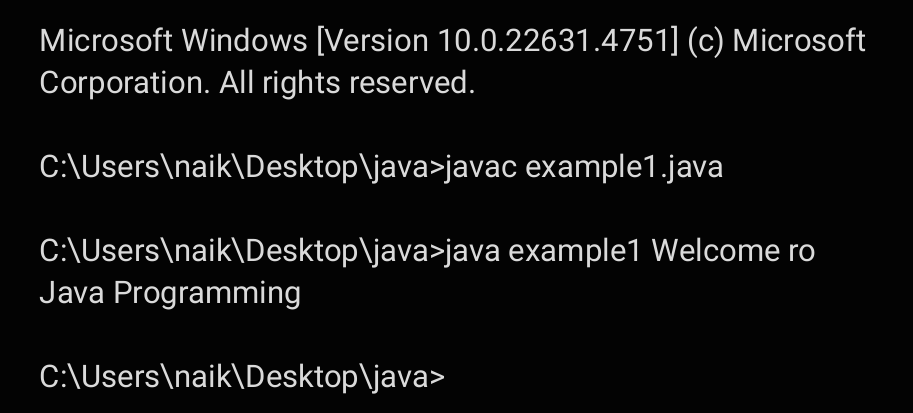 Microsoft Windows [Version 10.0.22631.4751] (c) Microsoft
Corporation. All rights reserved.
C:\Users\naik\Desktop\java>javac example1.java
C:\Users\naik\Desktop\java>java example1 Welcome ro
Java Programming
C:\Users\naik\Desktop\java>